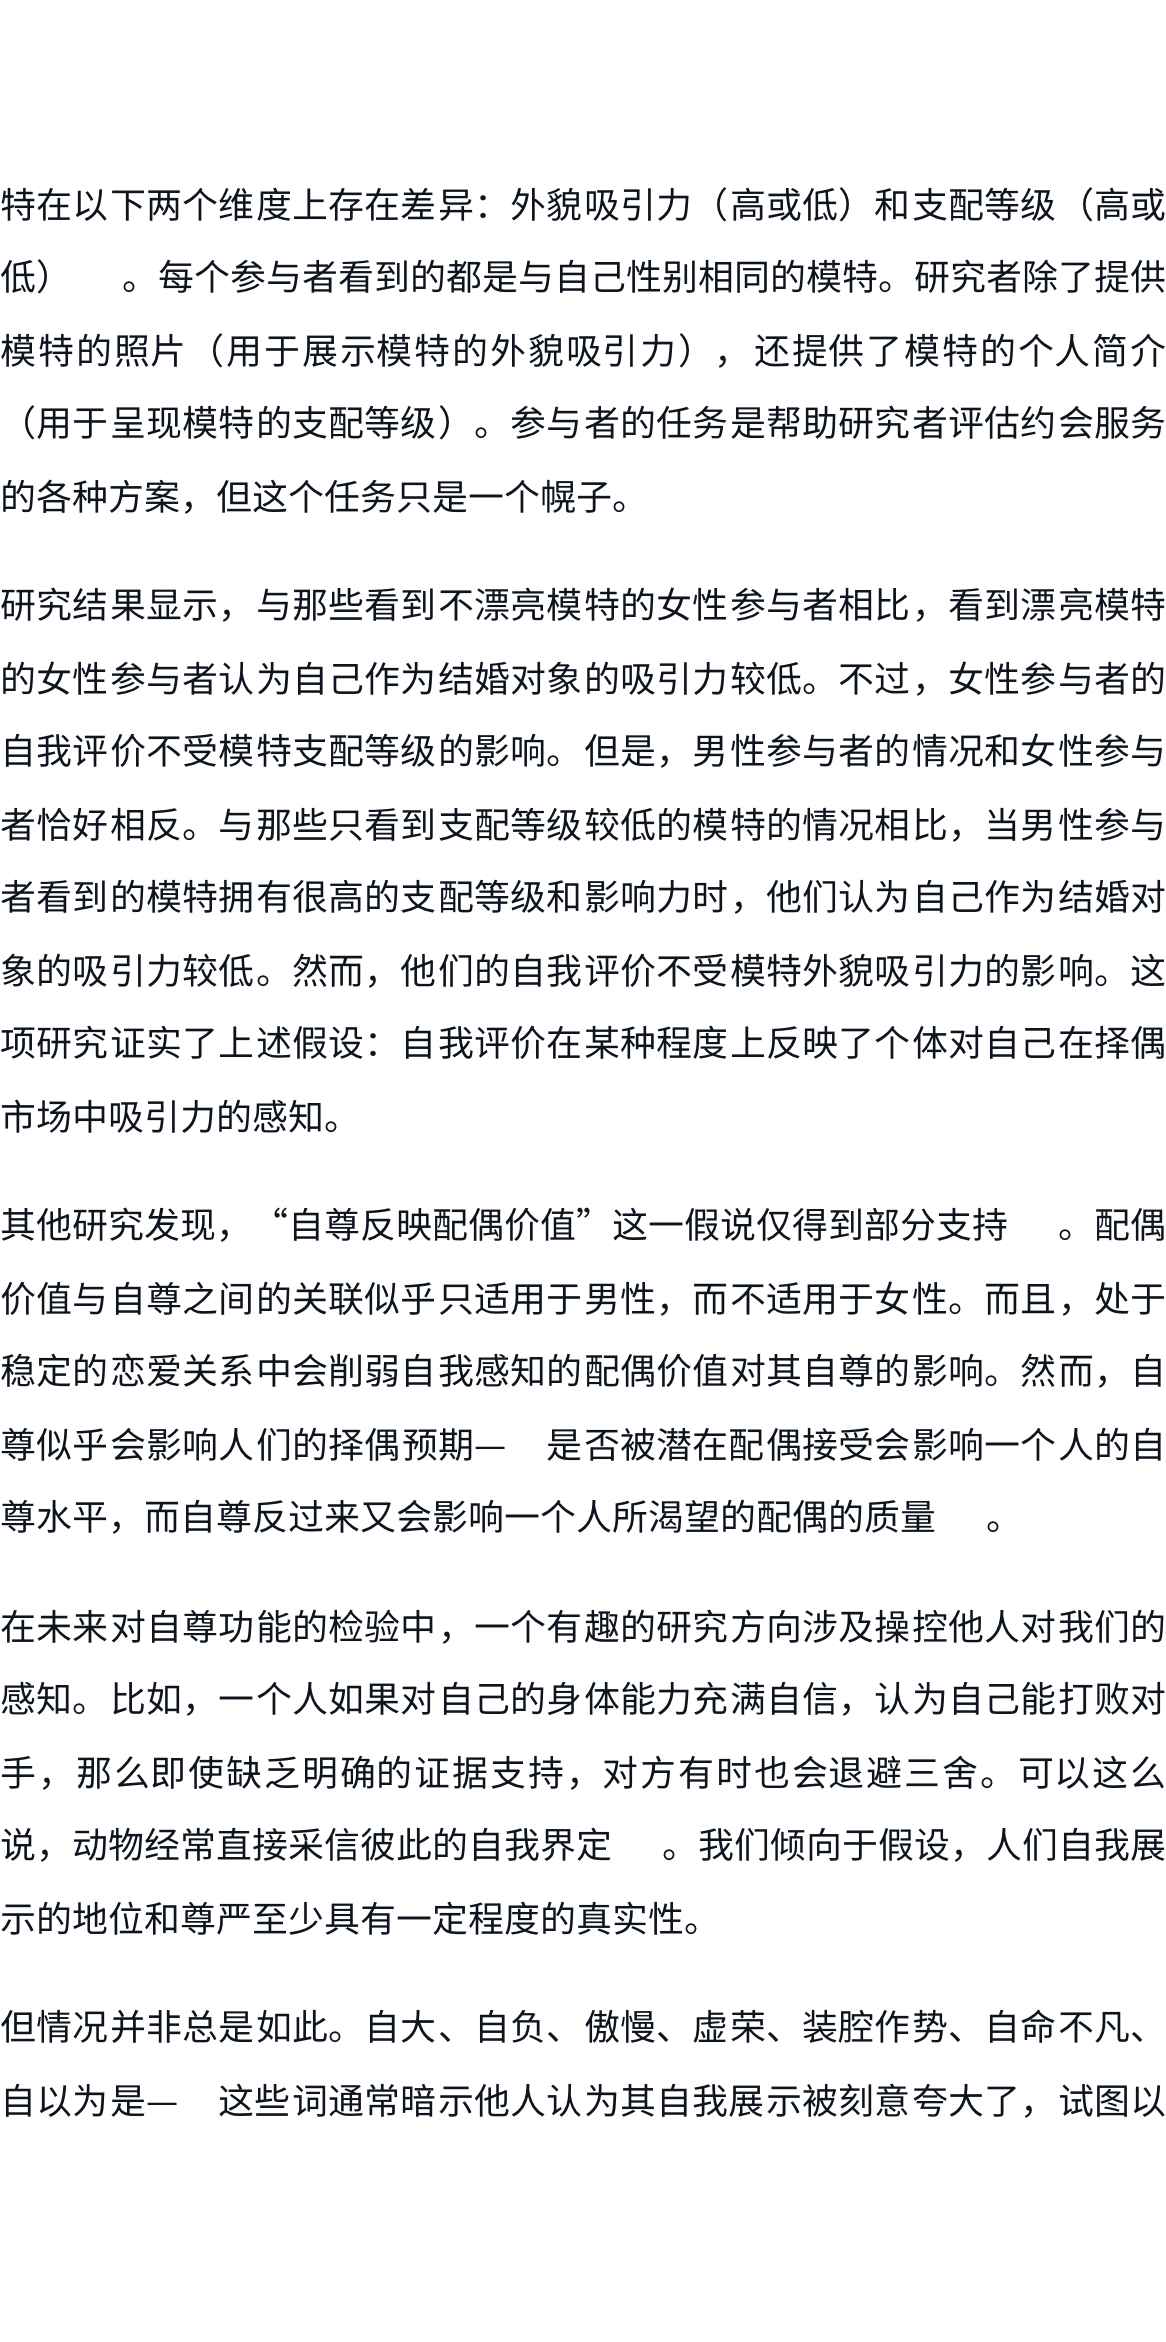 特在以下两个维度上存在差异：外貌吸引力（高或低）和支配等级（高或
低） 。每个参与者看到的都是与自己性别相同的模特。研究者除了提供
模特的照片（用于展示模特的外貌吸引力），还提供了模特的个人简介
（用于呈现模特的支配等级）。参与者的任务是帮助研究者评估约会服务
的各种方案，但这个任务只是一个幌子。
研究结果显示，与那些看到不漂亮模特的女性参与者相比，看到漂亮模特
的女性参与者认为自己作为结婚对象的吸引力较低。不过，女性参与者的
自我评价不受模特支配等级的影响。但是，男性参与者的情况和女性参与
者恰好相反。与那些只看到支配等级较低的模特的情况相比，当男性参与
者看到的模特拥有很高的支配等级和影响力时，他们认为自己作为结婚对
象的吸引力较低。然而，他们的自我评价不受模特外貌吸引力的影响。这
项研究证实了上述假设：自我评价在某种程度上反映了个体对自己在择偶
市场中吸引力的感知。
其他研究发现，“自尊反映配偶价值”这一假说仅得到部分支持 。配偶
价值与自尊之间的关联似乎只适用于男性，而不适用于女性。而且，处于
稳定的恋爱关系中会削弱自我感知的配偶价值对其自尊的影响。然而，自
尊似乎会影响人们的择偶预期— 是否被潜在配偶接受会影响一个人的自
尊水平，而自尊反过来又会影响一个人所渴望的配偶的质量 。
在未来对自尊功能的检验中，一个有趣的研究方向涉及操控他人对我们的
感知。比如，一个人如果对自己的身体能力充满自信，认为自己能打败对
手，那么即使缺乏明确的证据支持，对方有时也会退避三舍。可以这么
说，动物经常直接采信彼此的自我界定 。我们倾向于假设，人们自我展
示的地位和尊严至少具有一定程度的真实性。
但情况并非总是如此。自大、自负、傲慢、虚荣、装腔作势、自命不凡、
自以为是— 这些词通常暗示他人认为其自我展示被刻意夸大了，试图以